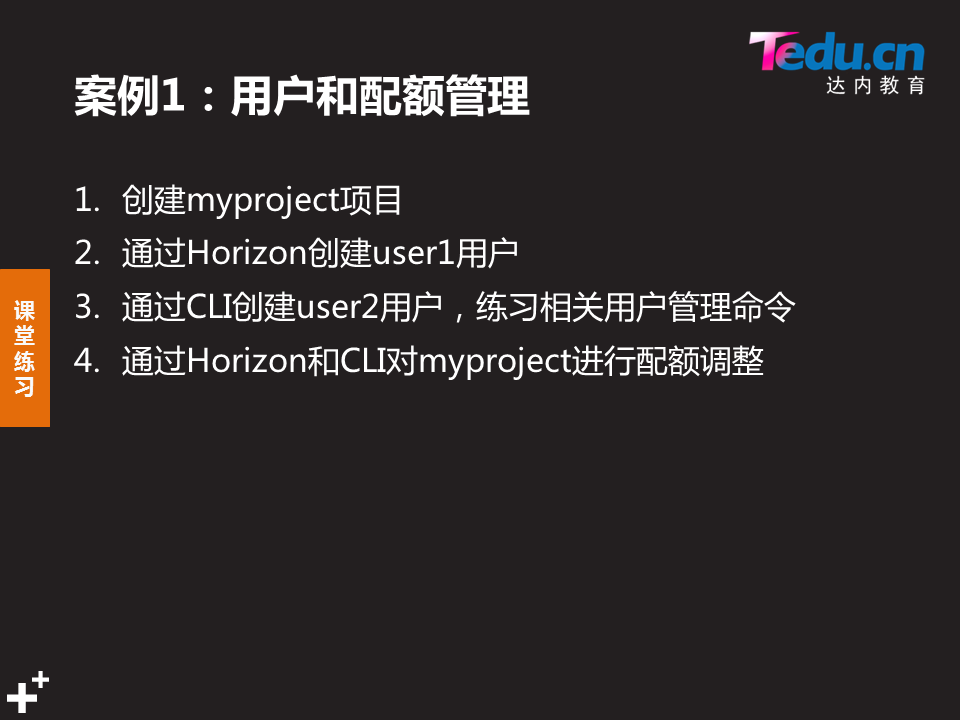 Tedu.cn
达内教育
案例1：用户和配额管理
1. 创建myproject项目
2. 通过Horizon创建user1用户
3. 通过CLI创建user2用户，练习相关用户管理命令
4. 通过Horizon和CLI对myproject进行配额调整
课
堂
练
习